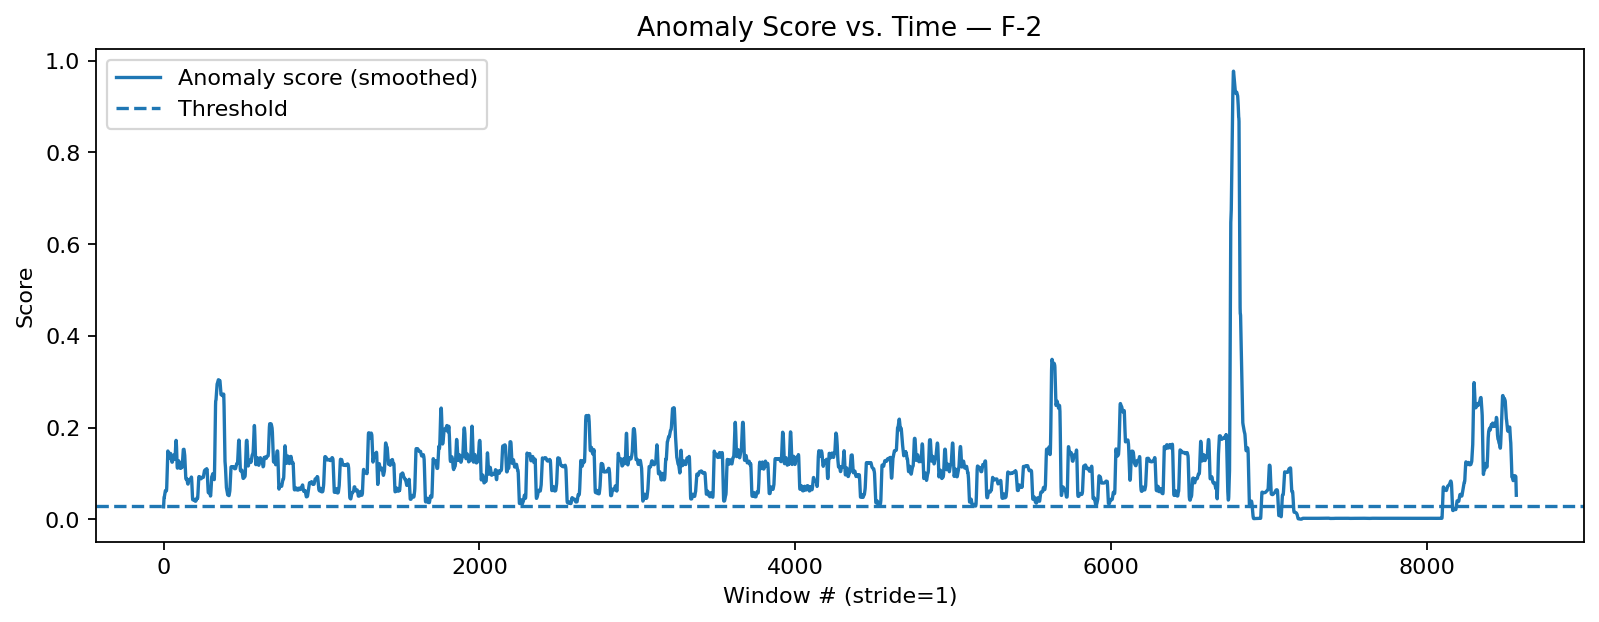 Anomaly Score vs. Time — F-2
Anomaly score (smoothed)
Threshold
Score
1.0
0.8
0.6
0.4
0.2
0.0
0 2000 4000 6000 8000
Window # (stride=1)